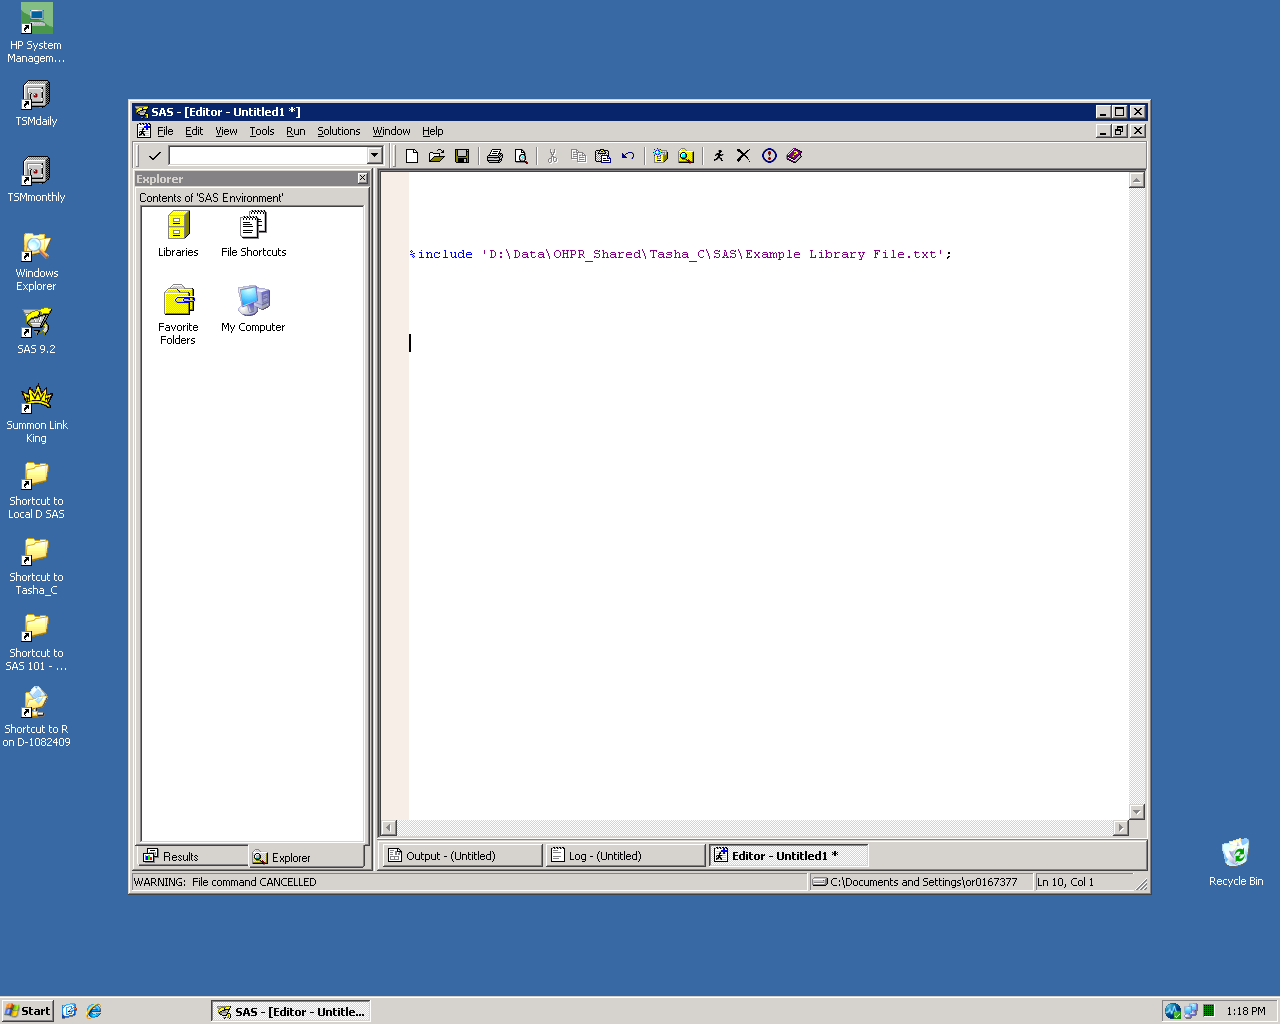 HP System
Managem...
TSMdaily
TSMmonthly
Windows
Explorer
SAS 9.2
Summon Link
King
Shortcut to
Local D SAS
Shortcut to
Tasha_C
Shortcut to
SAS 101 - ...
Shortcut to R
on D-1082409
SAS - [Editor - Untitled1 *]
File Edit View Tools Run Solutions Window Help
Explorer
Contents of 'SAS Environment'
Libraries
File Shortcuts
Favorite
Folders
My Computer
%include 'D:\Data\OHPR_Shared\Tasha_C\SAS\Example Library File.txt';
Results
Explorer
Output - (Untitled)
Log - (Untitled)
Editor - Untitled1 *
WARNING: File command CANCELLED
C:\Documents and Settings\or0167377
Ln 10, Col 1
Recycle Bin
Start
SAS - [Editor - Untitle...
1:18 PM